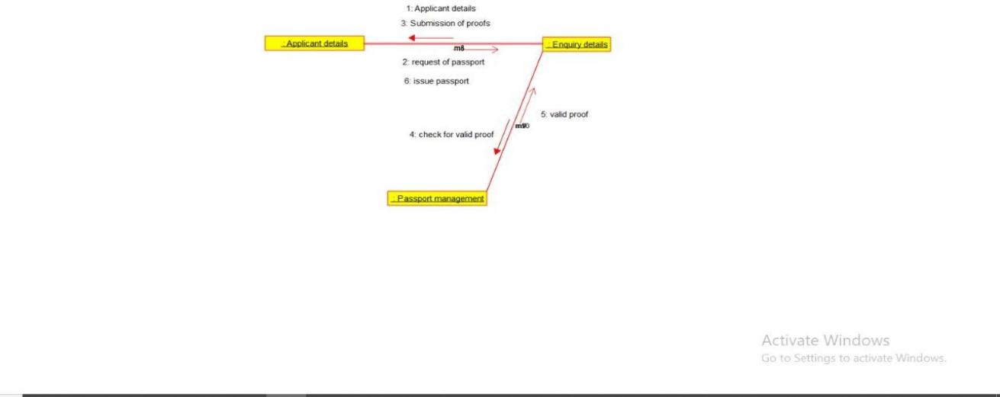 1: Applicant details
3: Submission of proofs
: Applicant details
: Enquiry details
2: request of passport
6: issue passport
5: valid proof
4: check for valid proof
: Passport management
Activate Windows
Go to Settings to activate Windows.